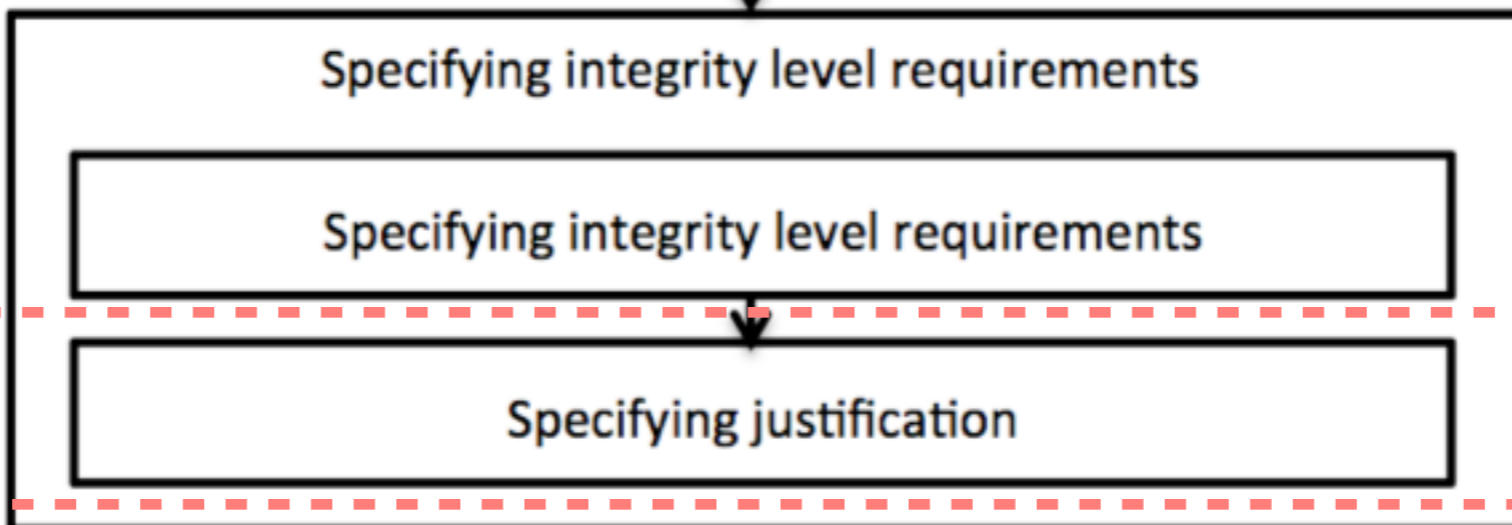 Specifying integrity level requirements
Specifying integrity level requirements
Specifying justification